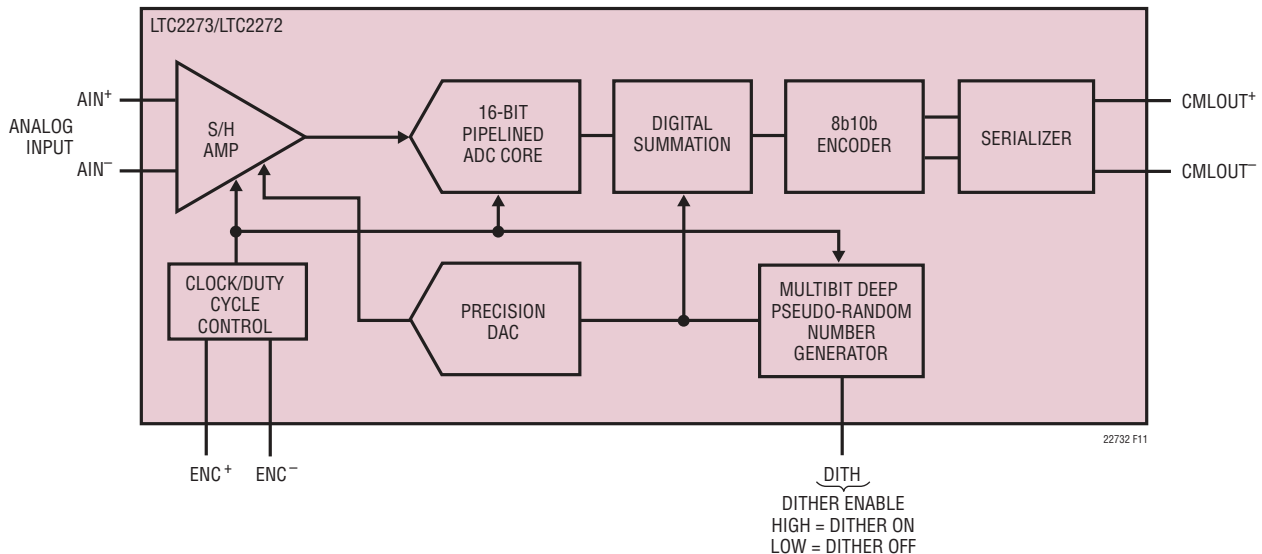 LTC2273/LTC2272
AIN+
ANALOG
INPUT
AIN–
S/H
AMP
16-BIT
PIPELINED
ADC CORE
DIGITAL
SUMMATION
8b10b
ENCODER
SERIALIZER
CMLOUT+
CMLOUT–
CLOCK/DUTY
CYCLE
CONTROL
PRECISION
DAC
MULTIBIT DEEP
PSEUDO-RANDOM
NUMBER
GENERATOR
22732 F11
ENC+
ENC–
DITH
DITHER ENABLE
HIGH = DITHER ON
LOW = DITHER OFF